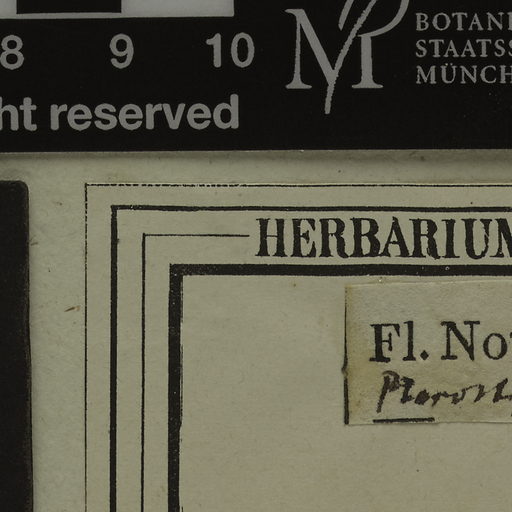 8 9 10
BOTANI
STAATSS
MÜNCH
ht reserved
HERBARIUM
Fl. No